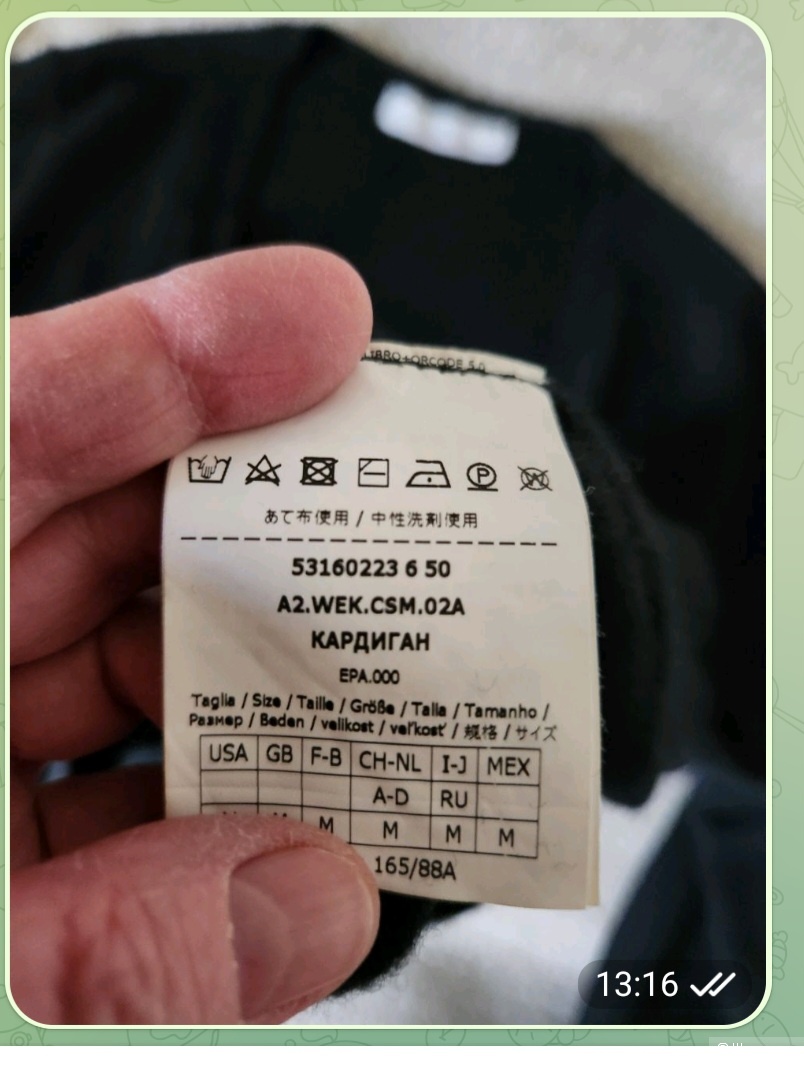 あて布使用 / 中性洗剤使用
53160223 6 50
A2.WEK.CSM.02A
КАРДИГАН
EPA.000
Taglia / Size / Taille / Größe / Talla / Tamanho /
Размер / Beden / velikost / veľkosť / 規格 / サイズ
USA GB F-B CH-NL I-J MEX
A-D RU
M M M M
165/88A
13:16